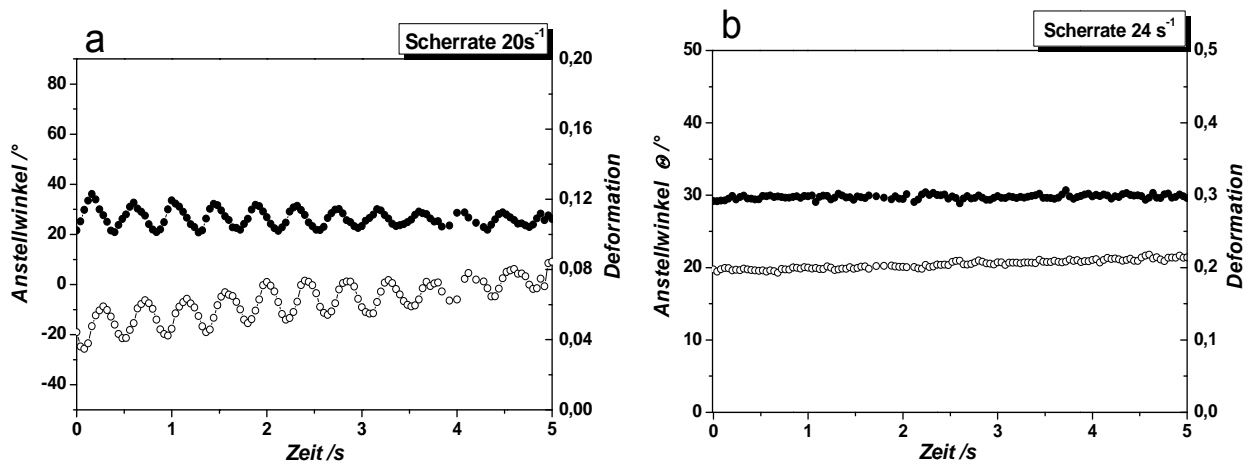 a
Scherrate 20s⁻¹
80
60
40
20
0
-20
-40
Anstellwinkel /°
0,20
0,16
0,12
0,08
0,04
0,00
Deformation
0 1 2 3 4 5
Zeit /s
b
Scherrate 24 s⁻¹
50
40
30
20
10
0
Anstellwinkel Θ /°
0,5
0,4
0,3
0,2
0,1
0,0
Deformation
0 1 2 3 4 5
Zeit /s